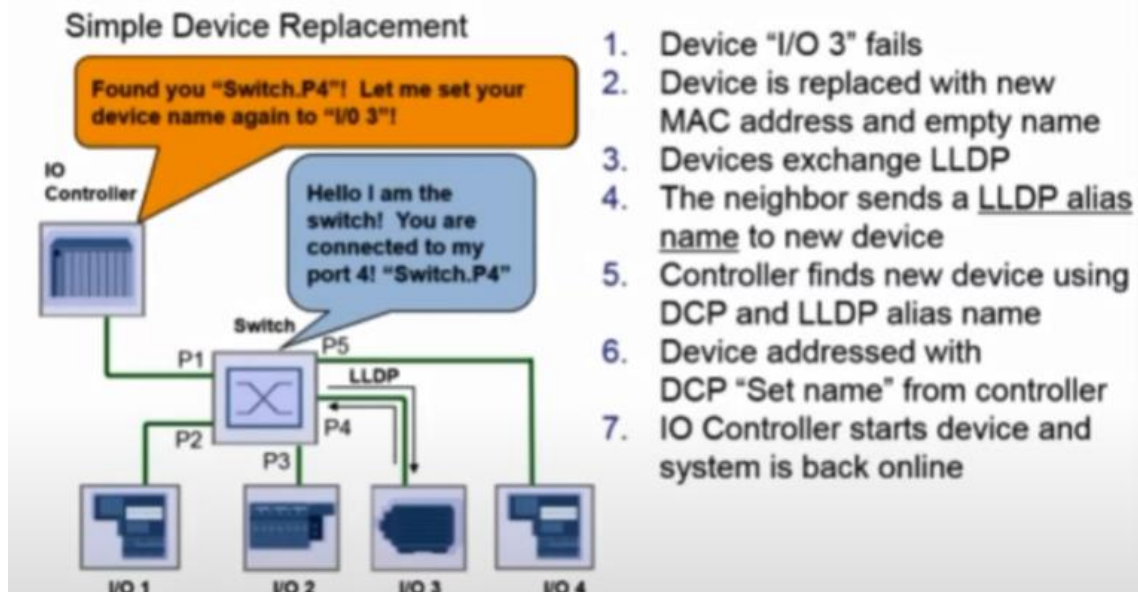 Simple Device Replacement
Found you “Switch.P4”! Let me set your
device name again to “I/0 3”!
IO
Controller
Hello I am the
switch! You are
connected to my
port 4! “Switch.P4”
Switch
P1
P5
LLDP
P2
P4
P3
I/O 1
I/O 2
I/O 3
I/O 4
1. Device “I/O 3” fails
2. Device is replaced with new
MAC address and empty name
3. Devices exchange LLDP
4. The neighbor sends a LLDP alias
name to new device
5. Controller finds new device using
DCP and LLDP alias name
6. Device addressed with
DCP “Set name” from controller
7. IO Controller starts device and
system is back online